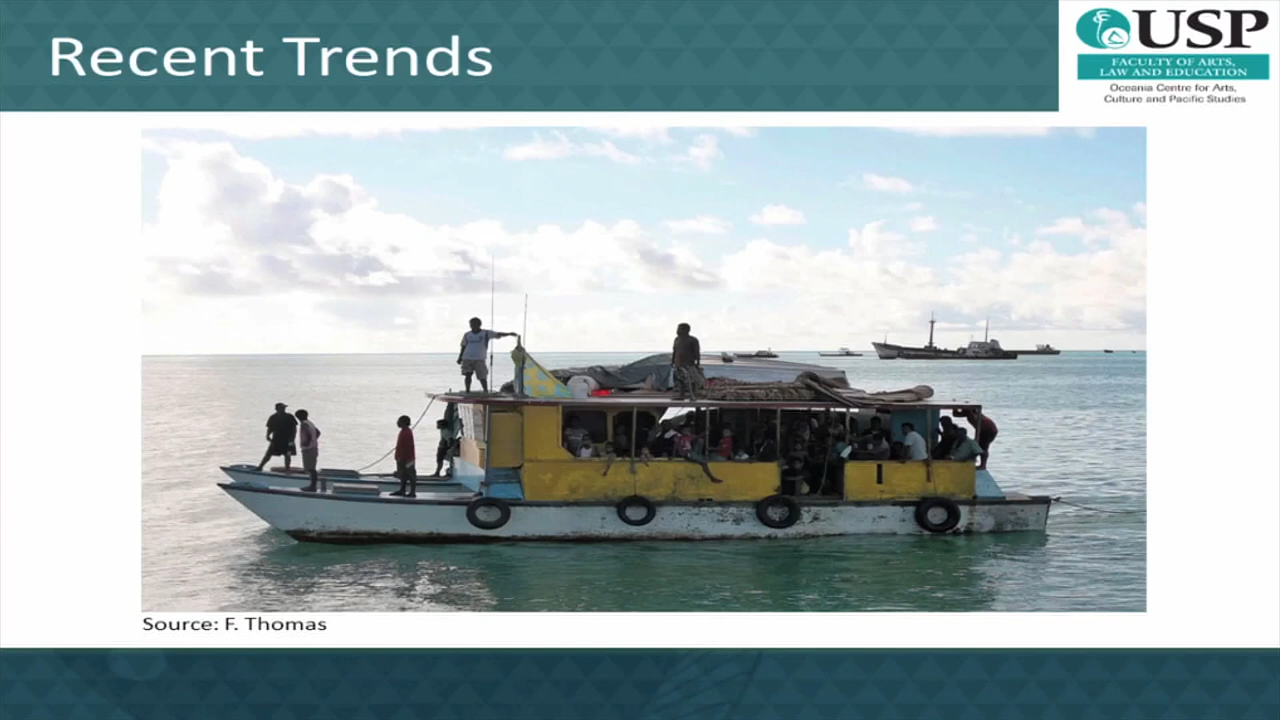 Recent Trends
USP
FACULTY OF ARTS,
LAW AND EDUCATION
Oceania Centre for Arts,
Culture and Pacific Studies
Source: F. Thomas